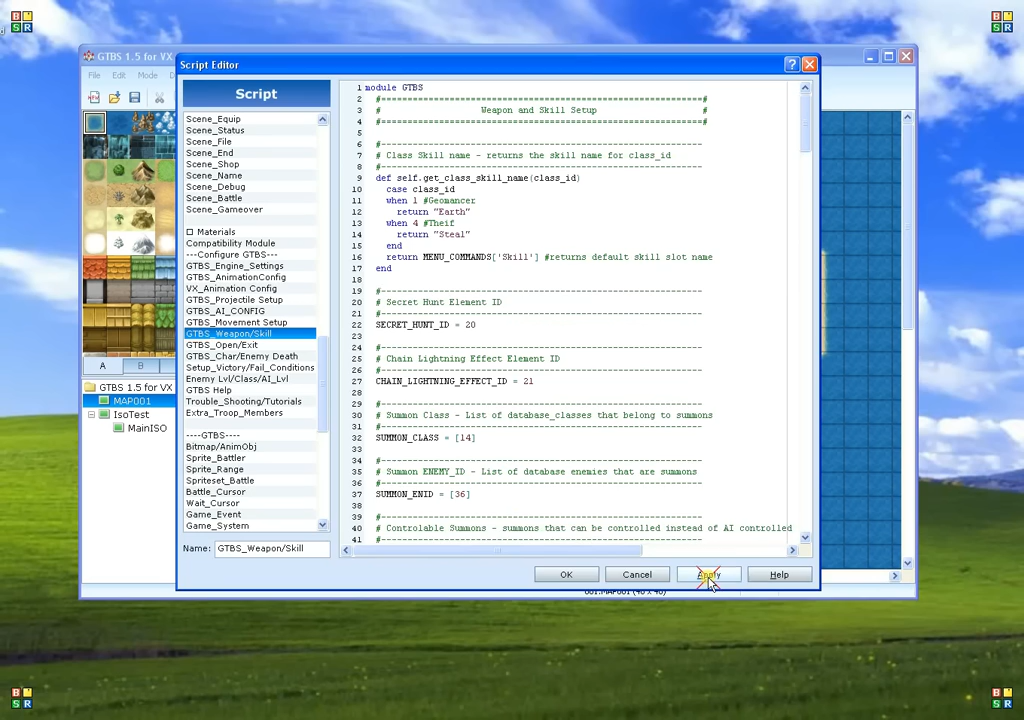 B
S R
B
S R
GTBS 1.5 for VX
File Edit Mode D
Script Editor
Script
Scene_Equip
Scene_Status
Scene_File
Scene_End
Scene_Shop
Scene_Name
Scene_Debug
Scene_Battle
Scene_Gameover
□ Materials
Compatibility Module
---Configure GTBS---
GTBS_Engine_Settings
GTBS_AnimationConfig
VX_Animation Config
GTBS_Projectile Setup
GTBS_AI_CONFIG
GTBS_Movement Setup
GTBS_Weapon/Skill
GTBS_Open/Exit
GTBS_Char/Enemy Death
Setup_Victory/Fail_Conditions
Enemy Lvl/Class/AI_Lvl
GTBS Help
Trouble_Shooting/Tutorials
Extra_Troop_Members
----GTBS----
Bitmap/AnimObj
Sprite_Battler
Sprite_Range
Spriteset_Battle
Battle_Cursor
Wait_Cursor
Game_Event
Game_System
Name: GTBS_Weapon/Skill
1 module GTBS
2 #============================================================#
3 # Weapon and Skill Setup #
4 #============================================================#
5
6 #------------------------------------------------------------
7 # Class Skill name - returns the skill name for class_id
8 #------------------------------------------------------------
9 def self.get_class_skill_name(class_id)
10 case class_id
11 when 1 #Geomancer
12 return "Earth"
13 when 4 #Theif
14 return "Steal"
15 end
16 return MENU_COMMANDS['Skill'] #returns default skill slot name
17 end
18
19 #------------------------------------------------------------
20 # Secret Hunt Element ID
21 #------------------------------------------------------------
22 SECRET_HUNT_ID = 20
23
24 #------------------------------------------------------------
25 # Chain Lightning Effect Element ID
26 #------------------------------------------------------------
27 CHAIN_LIGHTNING_EFFECT_ID = 21
28
29 #------------------------------------------------------------
30 # Summon Class - List of database_classes that belong to summons
31 #------------------------------------------------------------
32 SUMMON_CLASS = [14]
33
34 #------------------------------------------------------------
35 # Summon ENEMY_ID - List of database enemies that are summons
36 #------------------------------------------------------------
37 SUMMON_ENID = [36]
38
39 #------------------------------------------------------------
40 # Controlable Summons - summons that can be controlled instead of AI controlled
41 #------------------------------------------------------------
OK Cancel Apply Help
A B
GTBS 1.5 for VX
MAP001
IsoTest
MainISO
B
S R
B
S R